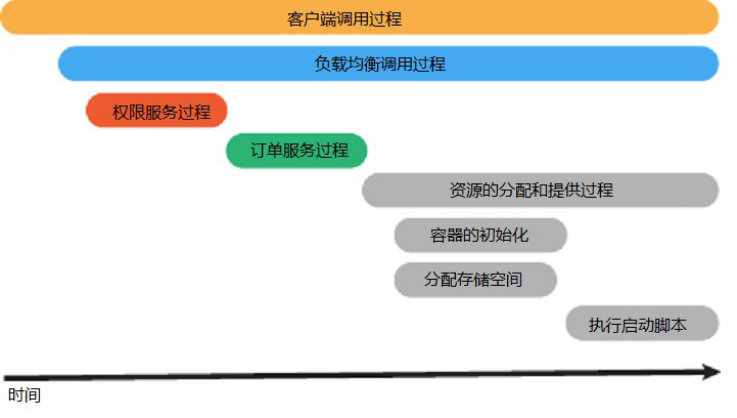 客户端调用过程
负载均衡调用过程
权限服务过程
订单服务过程
资源的分配和提供过程
容器的初始化
分配存储空间
执行启动脚本
时间